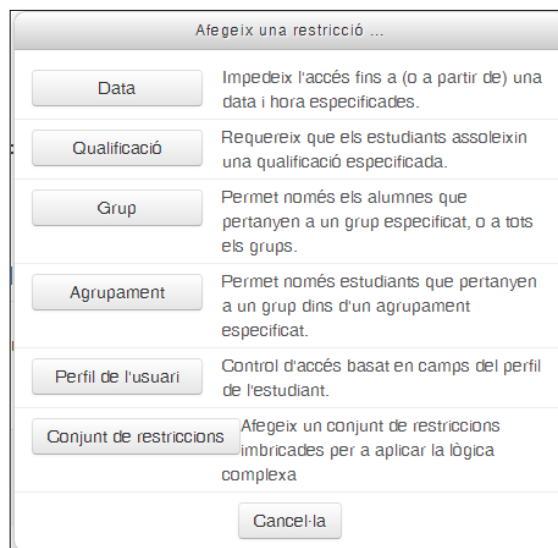 Afegeix una restricció ...
Data
Impedeix l'accés fins a (o a partir de) una
data i hora especificades.
Qualificació
Requereix que els estudiants assoleixin
una qualificació especificada.
Grup
Permet només els alumnes que
pertanyen a un grup especificat, o a tots
els grups.
Agrupament
Permet només estudiants que pertanyen
a un grup dins d'un agrupament
especificat.
Perfil de l'usuari
Control d'accés basat en camps del perfil
de l'estudiant.
Conjunt de restriccions
Afegeix un conjunt de restriccions
imbricades per a aplicar la lògica
complexa
Cancel·la